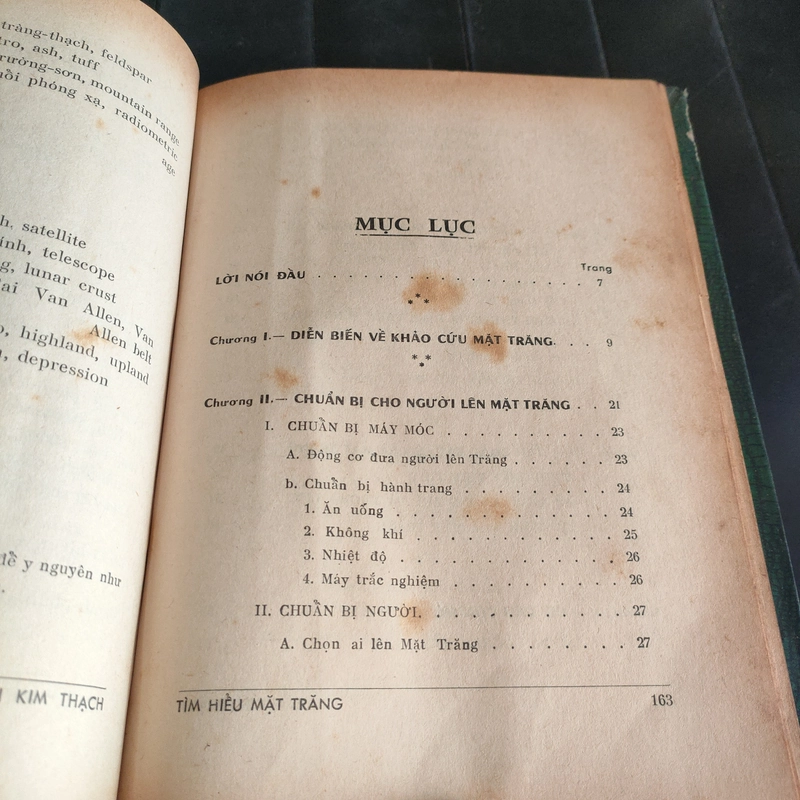 tràng-thạch, feldspar
tro, ash, tuff
trường-sơn, mountain range
phóng xạ, radiometric
age
satellite
telescope
lunar crust
đai Van Allen, Van
Allen belt
highland, upland
depression
để y nguyên như
KIM THẠCH
MỤC LỤC
Trang
LỜI NÓI ĐẦU . . . . . . . . . . . . . . . . . 7
***
Chương I.— DIỄN BIẾN VỀ KHẢO CỨU MẶT TRĂNG. . . . 9
***
Chương II.— CHUẨN BỊ CHO NGƯỜI LÊN MẶT TRĂNG . . 21
I. CHUẨN BỊ MÁY MÓC . . . . . . . . . . 23
A. Động cơ đưa người lên Trăng . . . . . . 23
b. Chuẩn bị hành trang . . . . . . . . . 24
1. Ăn uống . . . . . . . . . . . . 24
2. Không khí . . . . . . . . . . . 25
3. Nhiệt độ . . . . . . . . . . . . 26
4. Máy trắc nghiệm . . . . . . . . . 26
II. CHUẨN BỊ NGƯỜI. . . . . . . . . . . 27
A. Chọn ai lên Mặt Trăng . . . . . . . . 27
TÌM HIỂU MẶT TRĂNG 163